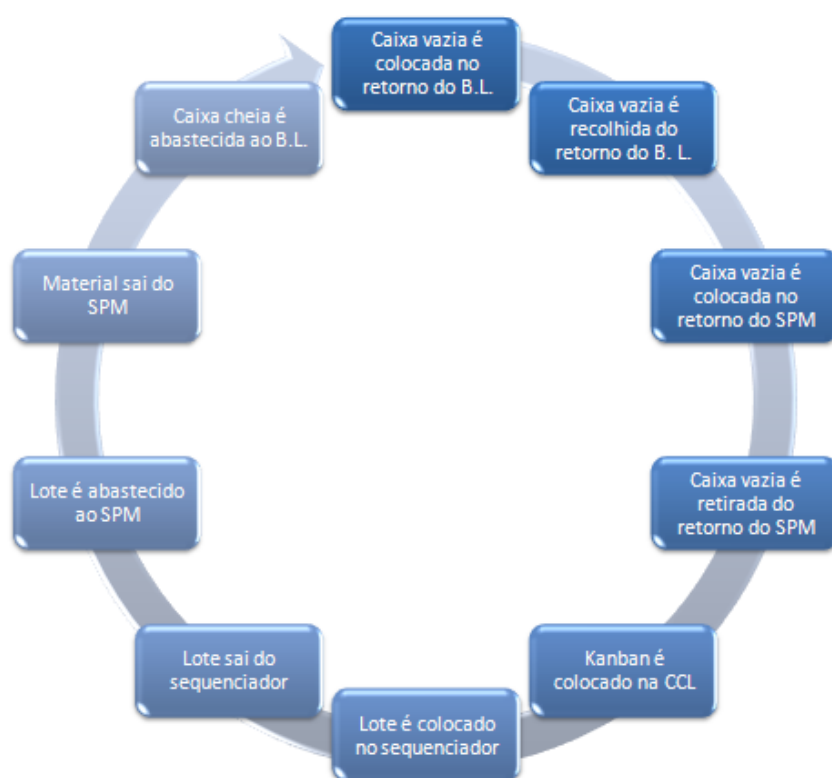 Caixa vazia é
colocada no
retorno do B.L.
Caixa vazia é
recolhida do
retorno do B. L.
Caixa vazia é
colocada no
retorno do SPM
Caixa vazia é
retirada do
retorno do SPM
Kanban é
colocado na CCL
Lote é colocado
no sequenciador
Lote sai do
sequenciador
Lote é abastecido
ao SPM
Material sai do
SPM
Caixa cheia é
abastecida ao B.L.